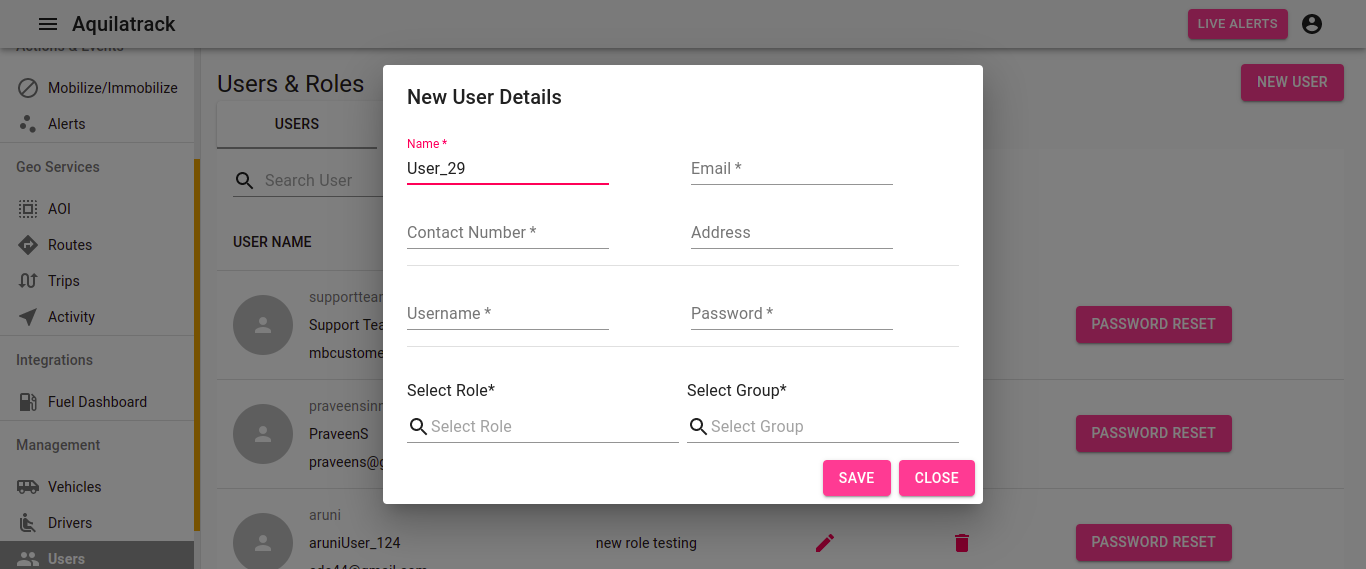 Aquilatrack
LIVE ALERTS
Actions & Events
Mobilize/Immobilize
Alerts
Geo Services
AOI
Routes
Trips
Activity
Integrations
Fuel Dashboard
Management
Vehicles
Drivers
Users
Users & Roles
NEW USER
USERS
Search User
USER NAME
Support Tea
mbcustome
PASSWORD RESET
praveensinr
PraveenS
praveens@g
PASSWORD RESET
aruni
aruniUser_124
new role testing
PASSWORD RESET
New User Details
Name *
User_29
Email *
Contact Number *
Address
Username *
Password *
Select Role*
Select Group*
Select Role
Select Group
SAVE
CLOSE